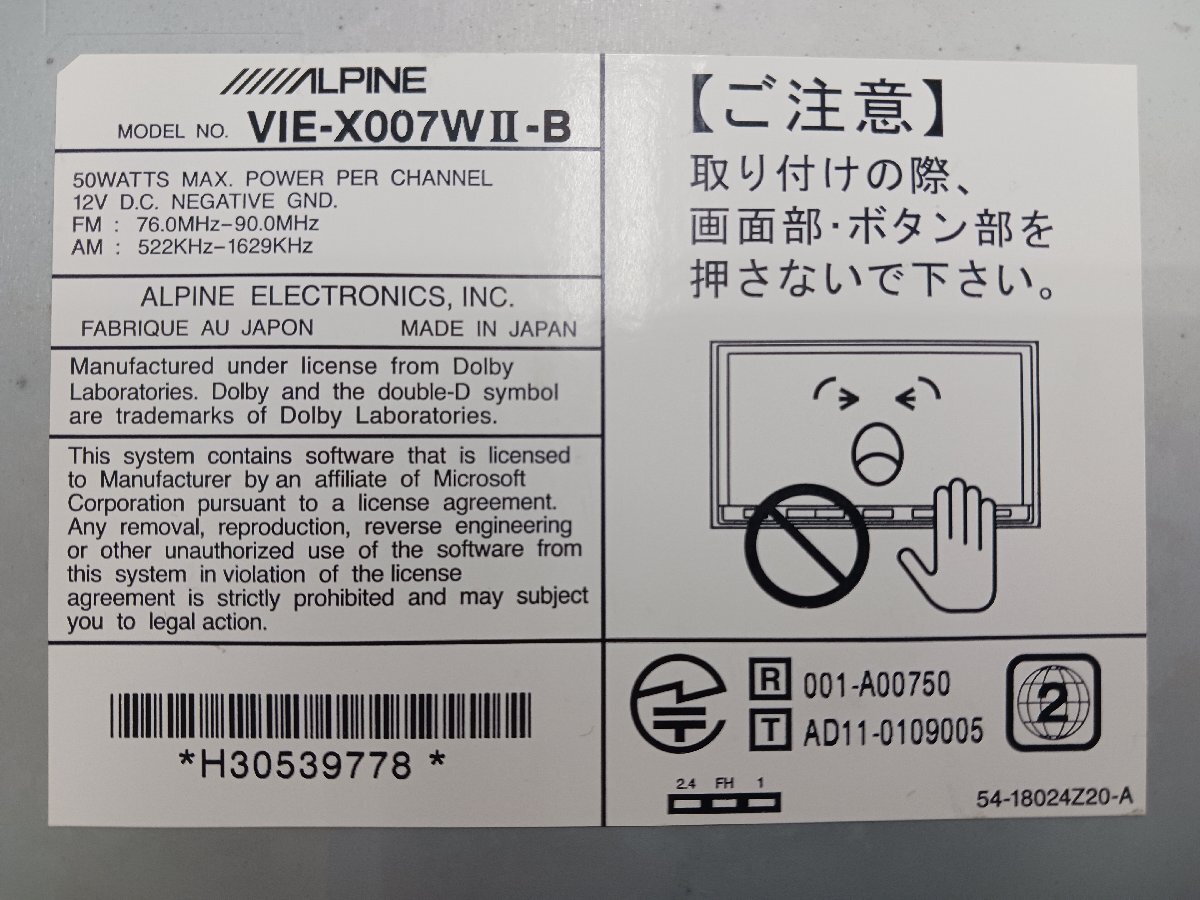 ALPINE
MODEL NO. VIE-X007WⅡ-B
50WATTS MAX. POWER PER CHANNEL
12V D.C. NEGATIVE GND.
FM : 76.0MHz-90.0MHz
AM : 522KHz-1629KHz
ALPINE ELECTRONICS, INC.
FABRIQUE AU JAPON MADE IN JAPAN
Manufactured under license from Dolby
Laboratories. Dolby and the double-D symbol
are trademarks of Dolby Laboratories.
This system contains software that is licensed
to Manufacturer by an affiliate of Microsoft
Corporation pursuant to a license agreement.
Any removal, reproduction, reverse engineering
or other unauthorized use of the software from
this system in violation of the license
agreement is strictly prohibited and may subject
you to legal action.
*H30539778 *
【ご注意】
取り付けの際、
画面部・ボタン部を
押さないで下さい。
R 001-A00750
T AD11-0109005
2
2.4 FH 1
54-18024Z20-A